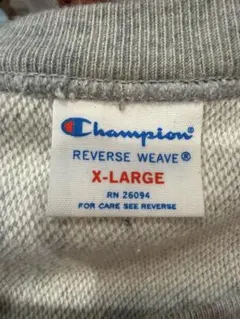 Champion
REVERSE WEAVE®
X-LARGE
RN 26094
FOR CARE SEE REVERSE